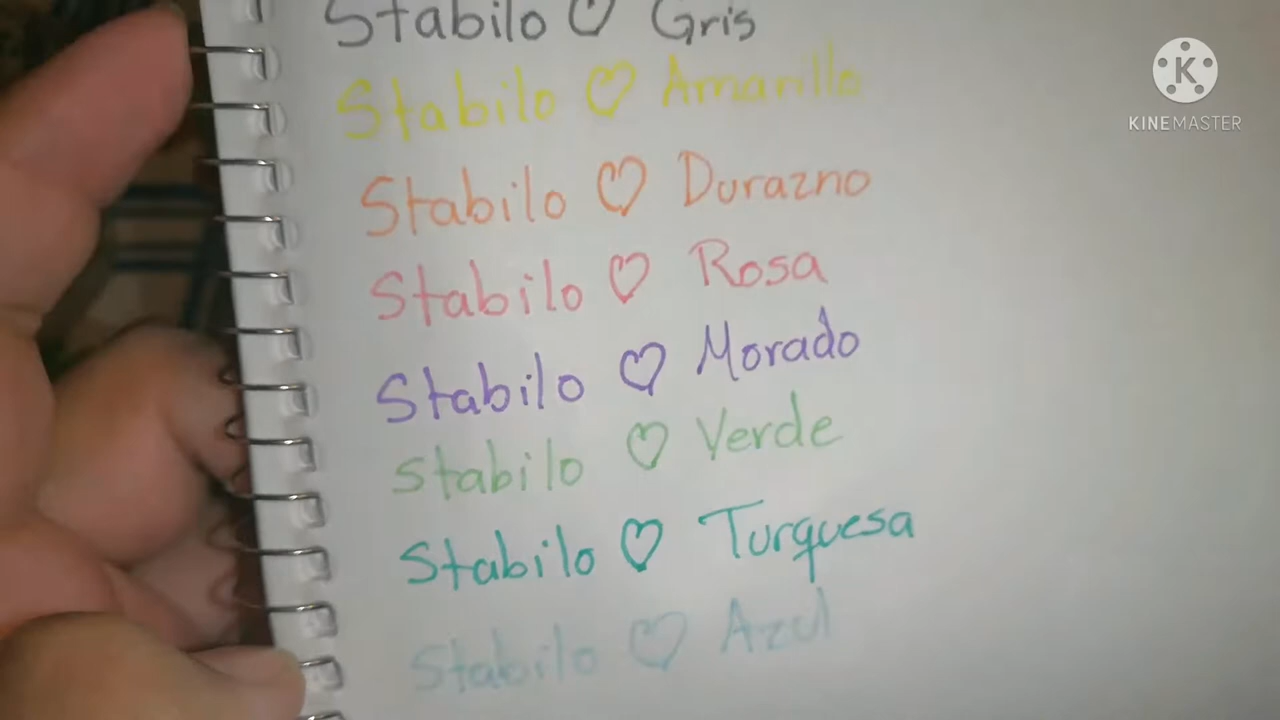 Stabilo ♡ Gris
Stabilo ♡ Amarillo
Stabilo ♡ Durazno
Stabilo ♡ Rosa
Stabilo ♡ Morado
Stabilo ♡ Verde
Stabilo ♡ Turquesa
Stabilo ♡ Azul
K
KINEMASTER